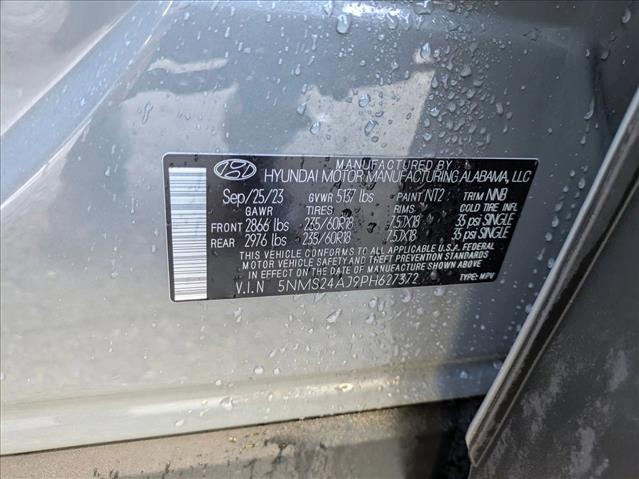 MANUFACTURED BY
HYUNDAI MOTOR MANUFACTURING ALABAMA, LLC
Sep/25/23 GVWR 5137 lbs PAINT NT2 TRIM NNB
GAWR TIRES RIMS COLD TIRE INFL
FRONT 2866 lbs 235/60R18 7.5JX18 35 psi SINGLE
REAR 2976 lbs 235/60R18 7.5JX18 35 psi SINGLE
THIS VEHICLE CONFORMS TO ALL APPLICABLE U.S.A. FEDERAL
MOTOR VEHICLE SAFETY STANDARDS IN EFFECT ON THE DATE OF
MANUFACTURE SHOWN ABOVE.
V.I.N 5NMS24AJ9PH627372 TYPE: MPV